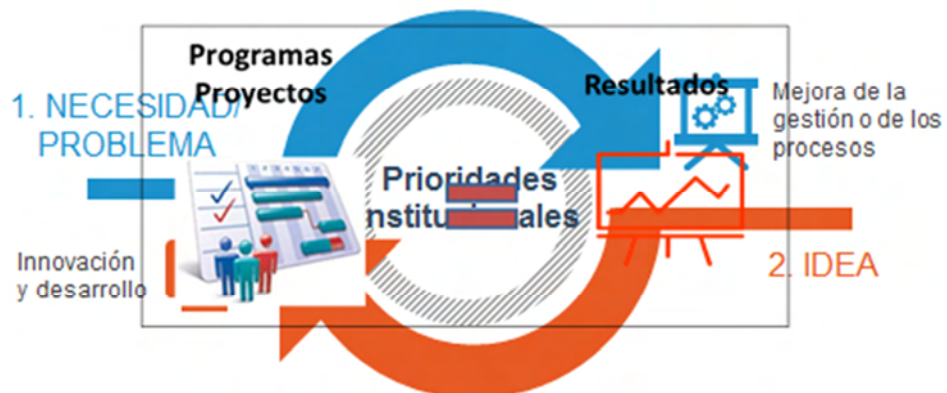 Programas
Proyectos
1. NECESIDAD/
PROBLEMA
Innovación
y desarrollo
Prioridades
Resultados
Mejora de la
gestión o de los
procesos
2. IDEA